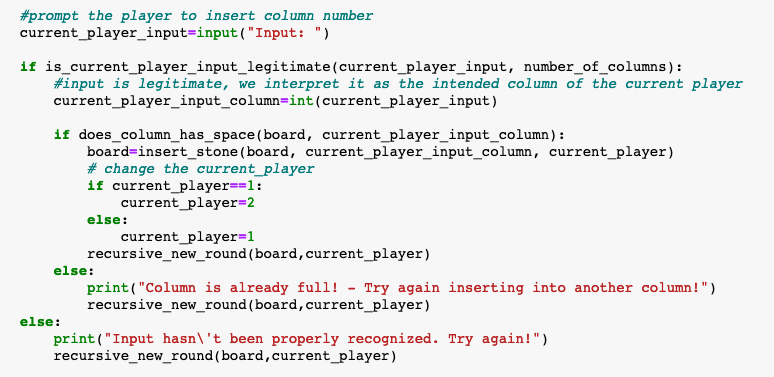 #prompt the player to insert column number
current_player_input=input("Input: ")
if is_current_player_input_legitimate(current_player_input, number_of_columns):
#input is legitimate, we interpret it as the intended column of the current player
current_player_input_column=int(current_player_input)
if does_column_has_space(board, current_player_input_column):
board=insert_stone(board, current_player_input_column, current_player)
# change the current_player
if current_player==1:
current_player=2
else:
current_player=1
recursive_new_round(board,current_player)
else:
print("Column is already full! - Try again inserting into another column!")
recursive_new_round(board,current_player)
else:
print("Input hasn\'t been properly recognized. Try again!")
recursive_new_round(board,current_player)